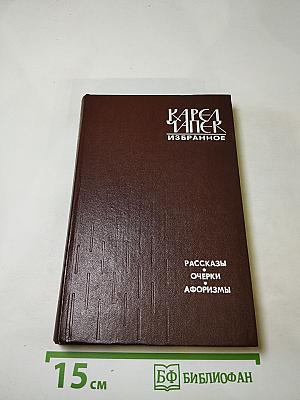 КАРЕЛ
ЧАПЕК
ИЗБРАННОЕ
РАССКАЗЫ
•
ОЧЕРКИ
•
АФОРИЗМЫ
15 см
БФ БИБЛИОФАН